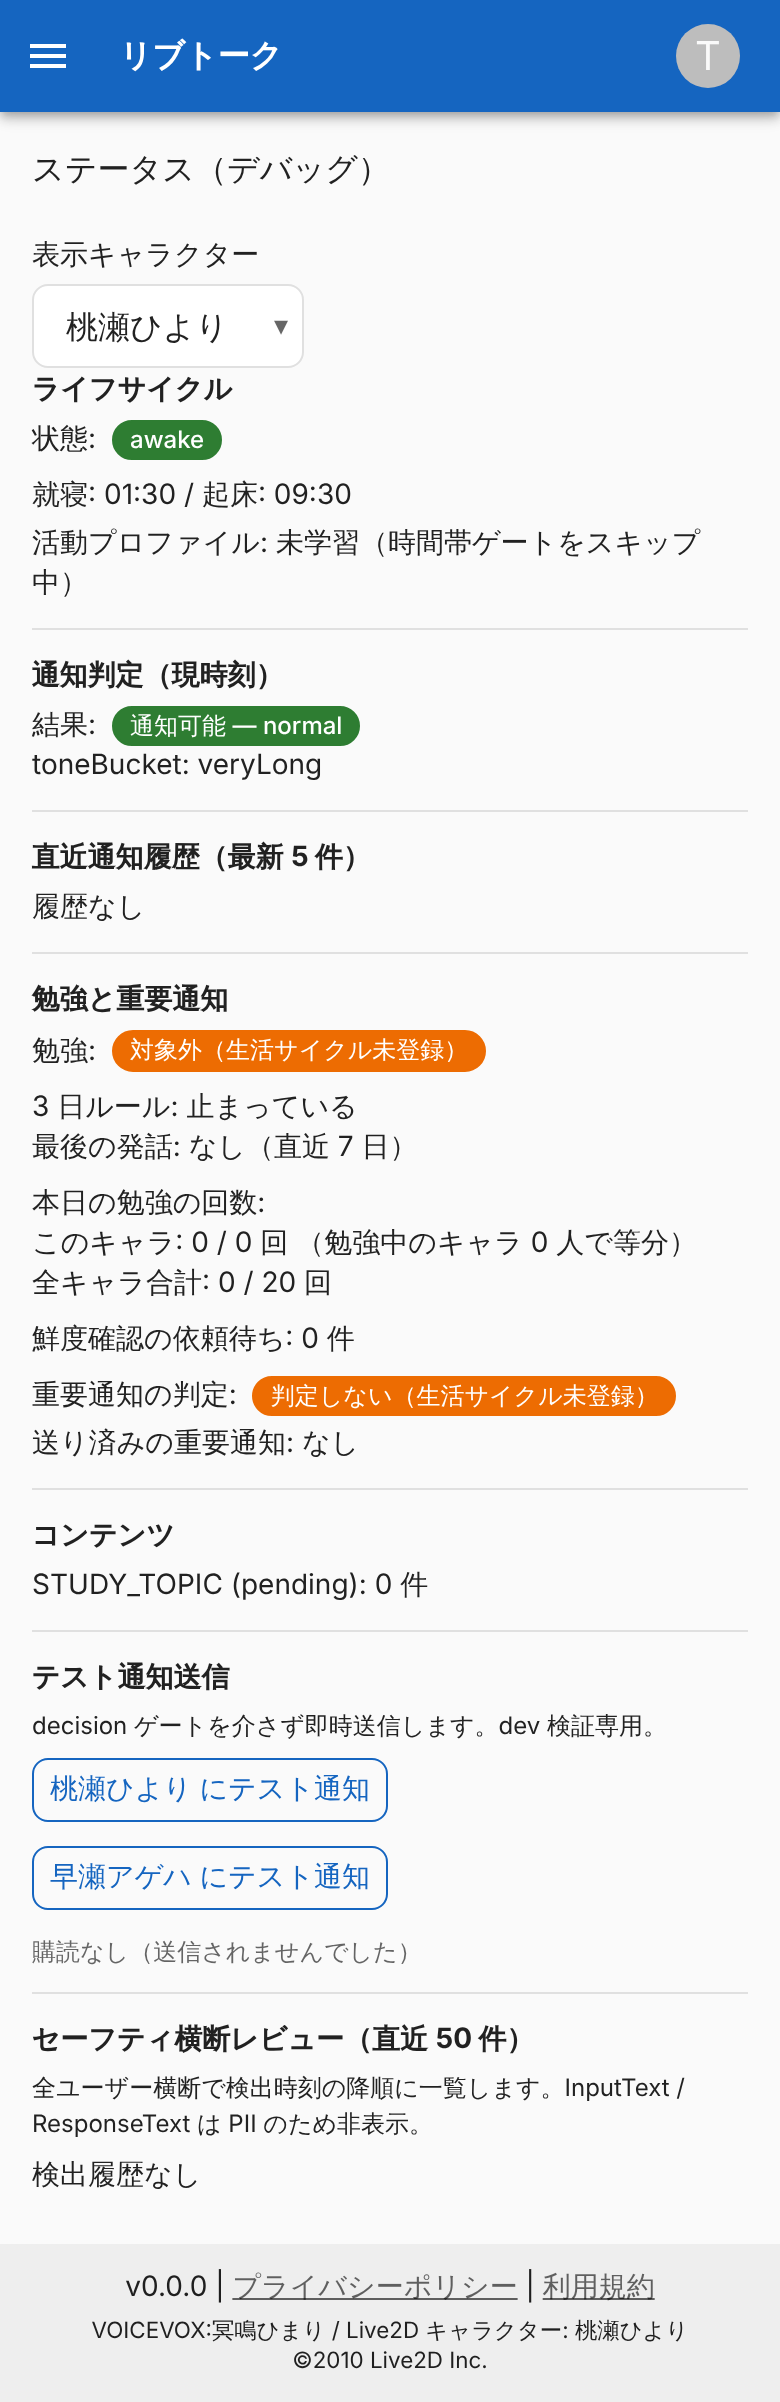 リブトーク
T
ステータス（デバッグ）
表示キャラクター
桃瀬ひより
ライフサイクル
状態: awake
就寝: 01:30 / 起床: 09:30
活動プロファイル: 未学習（時間帯ゲートをスキップ
中）
通知判定（現時刻）
結果: 通知可能 — normal
toneBucket: veryLong
直近通知履歴（最新 5 件）
履歴なし
勉強と重要通知
勉強: 対象外（生活サイクル未登録）
3 日ルール: 止まっている
最後の発話: なし（直近 7 日）
本日の勉強の回数:
このキャラ: 0 / 0 回 （勉強中のキャラ 0 人で等分）
全キャラ合計: 0 / 20 回
鮮度確認の依頼待ち: 0 件
重要通知の判定: 判定しない（生活サイクル未登録）
送り済みの重要通知: なし
コンテンツ
STUDY_TOPIC (pending): 0 件
テスト通知送信
decision ゲートを介さず即時送信します。dev 検証専用。
桃瀬ひより にテスト通知
早瀬アゲハ にテスト通知
購読なし（送信されませんでした）
セーフティ横断レビュー（直近 50 件）
全ユーザー横断で検出時刻の降順に一覧します。InputText /
ResponseText は PII のため非表示。
検出履歴なし
v0.0.0 | プライバシーポリシー | 利用規約
VOICEVOX:冥鳴ひまり / Live2D キャラクター: 桃瀬ひより
©2010 Live2D Inc.